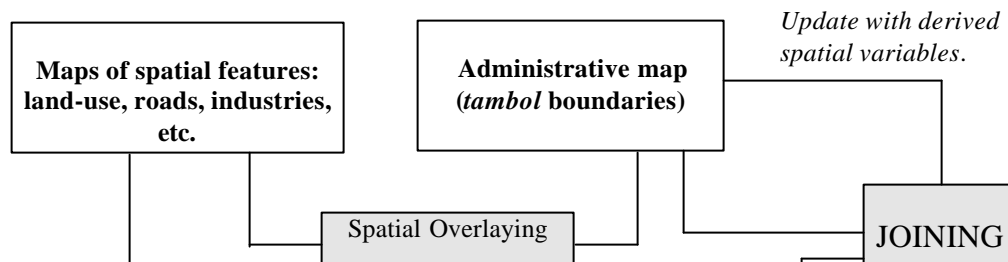 Update with derived
spatial variables.
Maps of spatial features:
land-use, roads, industries,
etc.
Administrative map
(tambol boundaries)
Spatial Overlaying
JOINING